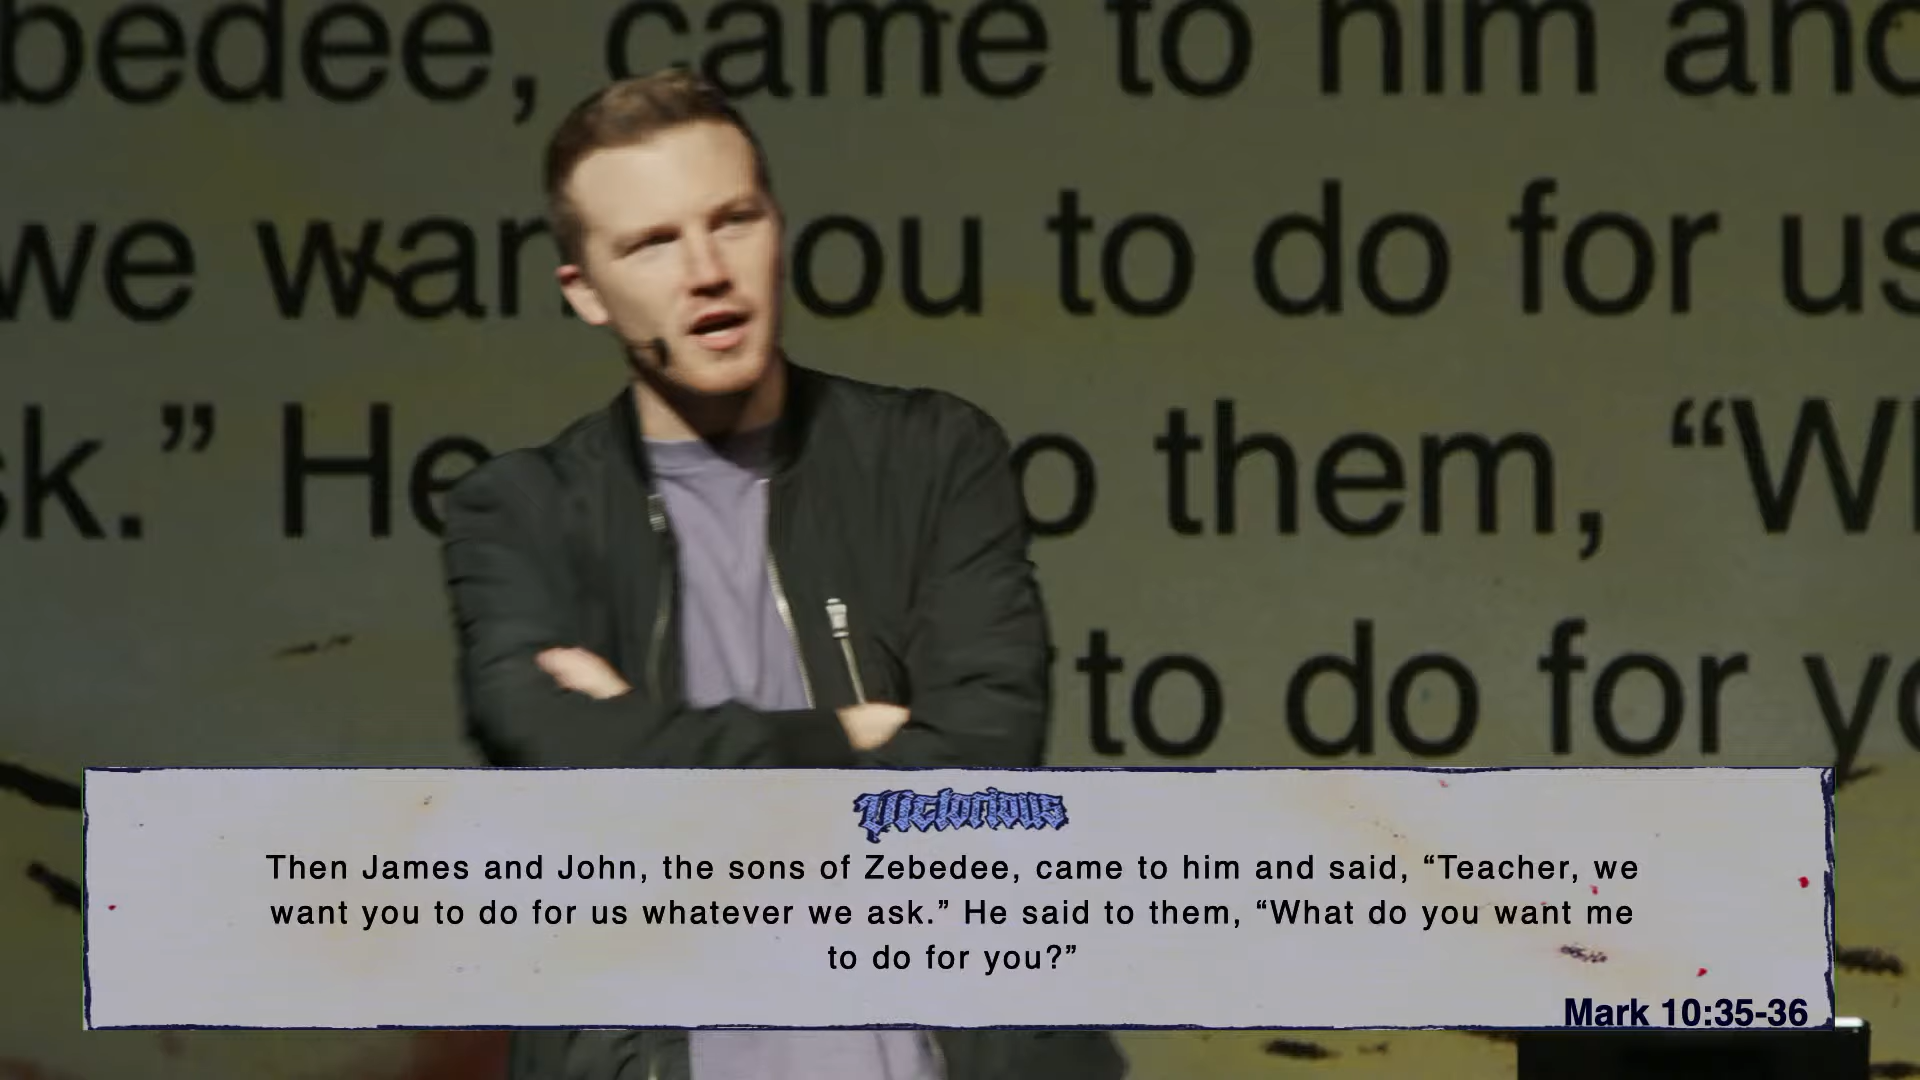 bedee, came to him and
we wan ou to do for us
sk.” He o them, “Wh
to do for yo
Victorious
Then James and John, the sons of Zebedee, came to him and said, “Teacher, we
want you to do for us whatever we ask.” He said to them, “What do you want me
to do for you?”
Mark 10:35-36